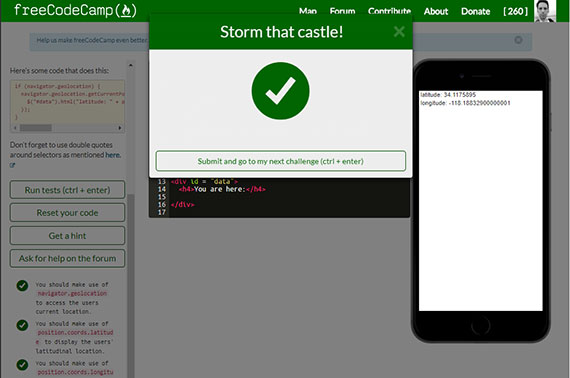 freeCodeCamp
Map Forum Contribute About Donate [ 260 ]
Help us make freeCodeCamp even better.
Storm that castle!
Submit and go to my next challenge (ctrl + enter)
Here's some code that does this:
if (navigator.geolocation) {
navigator.geolocation.getCurrentPo
$("#data").html("latitude: " +
});
}
Don't forget to use double
quotes around selectors as mentioned here.
Run tests (ctrl + enter)
Reset your code
Get a hint
Ask for help on the forum
You should make use of
navigator.geolocation
to access the users
current location.
You should make use of
position.coords.latitud
e to display the users'
latitudinal location.
You should make use of
position.coords.longitu
13 <div id = "data">
14 <h4>You are here:</h4>
15
16 </div>
17
latitude: 34.1175895
longitude: -118.18832900000001